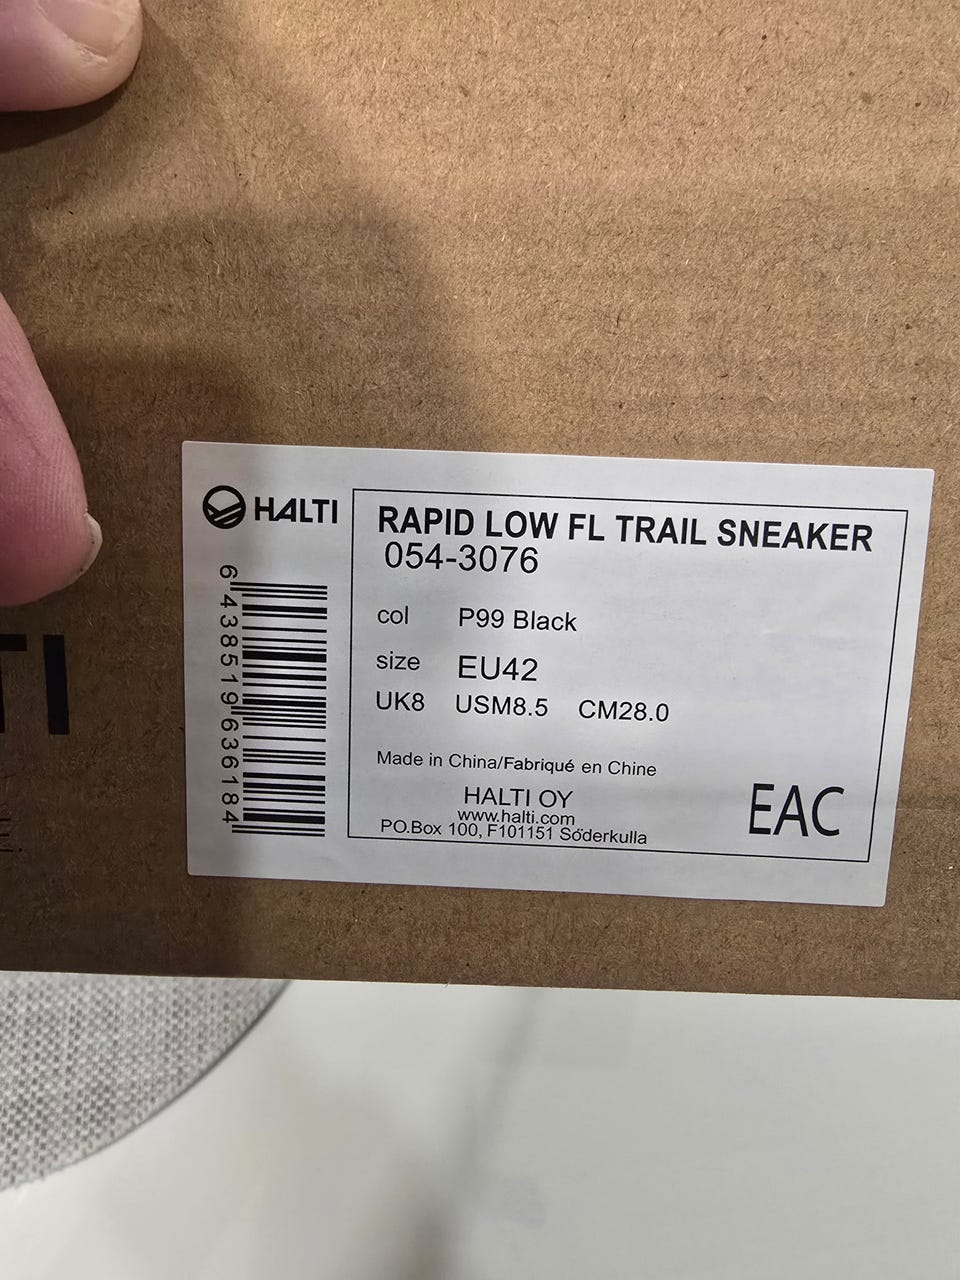 HALTI
6438519636184
RAPID LOW FL TRAIL SNEAKER
054-3076
col P99 Black
size EU42
UK8 USM8.5 CM28.0
Made in China/Fabriqué en Chine
HALTI OY
www.halti.com
PO.Box 100, F101151 Söderkulla
EAC
TI